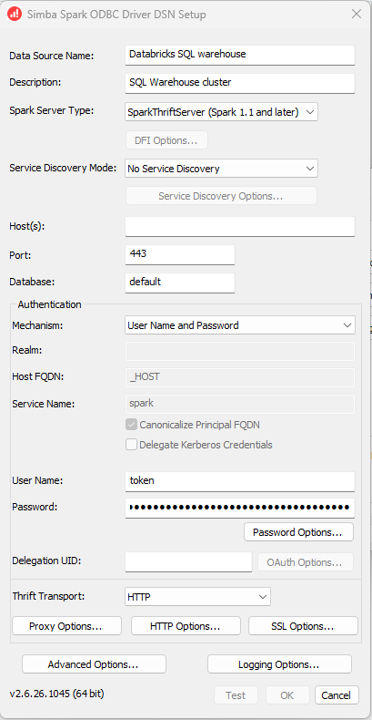 Simba Spark ODBC Driver DSN Setup
Data Source Name: Databricks SQL warehouse
Description: SQL Warehouse cluster
Spark Server Type: SparkThriftServer (Spark 1.1 and later)
DFI Options...
Service Discovery Mode: No Service Discovery
Service Discovery Options...
Host(s):
Port: 443
Database: default
Authentication
Mechanism: User Name and Password
Realm:
Host FQDN: _HOST
Service Name: spark
Canonicalize Principal FQDN
Delegate Kerberos Credentials
User Name: token
Password:
Password Options...
Delegation UID: OAuth Options...
Thrift Transport: HTTP
Proxy Options... HTTP Options... SSL Options...
Advanced Options... Logging Options...
v2.6.26.1045 (64 bit) Test OK Cancel